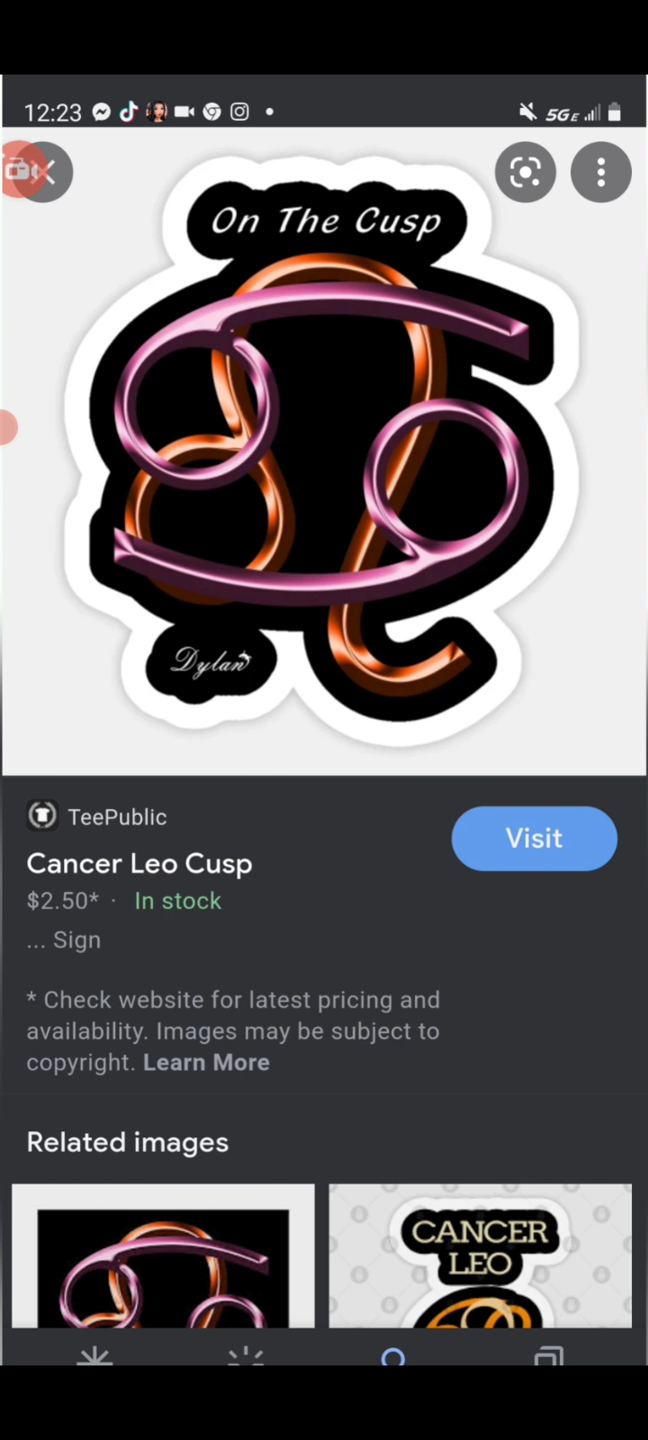 12:23
5GE
On The Cusp
Dylan
TeePublic
Visit
Cancer Leo Cusp
$2.50* · In stock
... Sign
* Check website for latest pricing and
availability. Images may be subject to
copyright. Learn More
Related images
CANCER
LEO